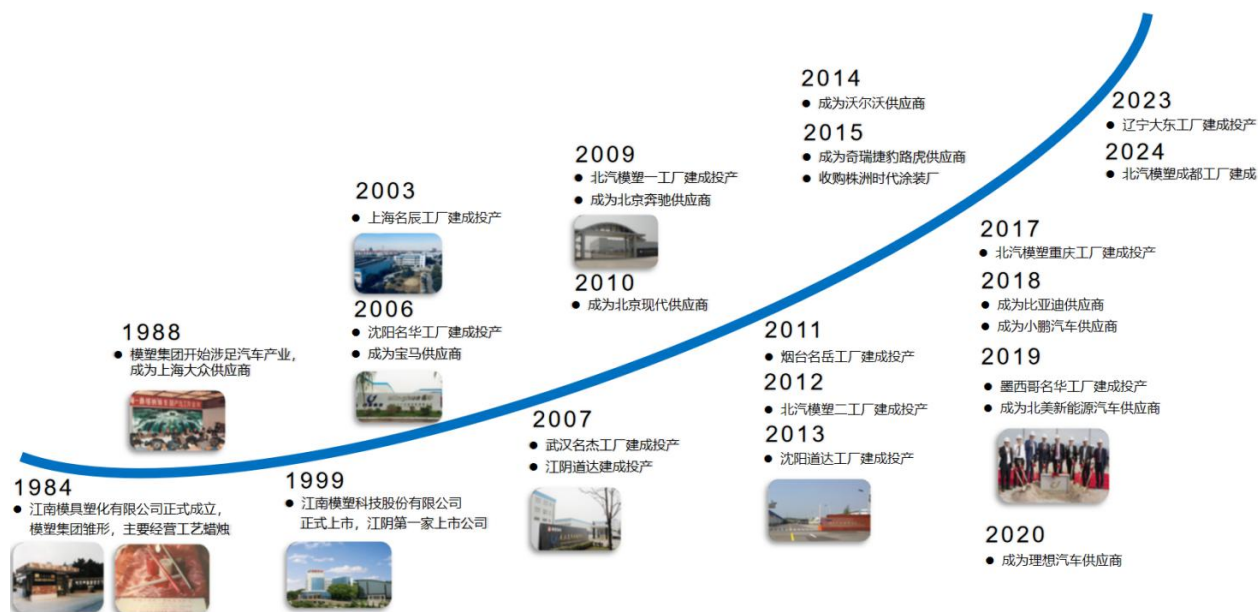 1984
● 江南模具塑化有限公司正式成立，
模塑集团雏形，主要经营工艺蜡烛
1988
● 模塑集团开始涉足汽车产业，
成为上海大众供应商
1999
● 江南模塑科技股份有限公司
正式上市，江阴第一家上市公司
2003
● 上海名辰工厂建成投产
2006
● 沈阳名华工厂建成投产
● 成为宝马供应商
2007
● 武汉名杰工厂建成投产
● 江阴道达建成投产
2009
● 北汽模塑一工厂建成投产
● 成为北京奔驰供应商
2010
● 成为北京现代供应商
2011
● 烟台名岳工厂建成投产
2012
● 北汽模塑二工厂建成投产
2013
● 沈阳道达工厂建成投产
2014
● 成为沃尔沃供应商
2015
● 成为奇瑞捷豹路虎供应商
● 收购株洲时代涂装厂
2017
● 北汽模塑重庆工厂建成投产
2018
● 成为比亚迪供应商
● 成为小鹏汽车供应商
2019
● 墨西哥名华工厂建成投产
● 成为北美新能源汽车供应商
2020
● 成为理想汽车供应商
2023
● 辽宁大东工厂建成投产
2024
● 北汽模塑成都工厂建成